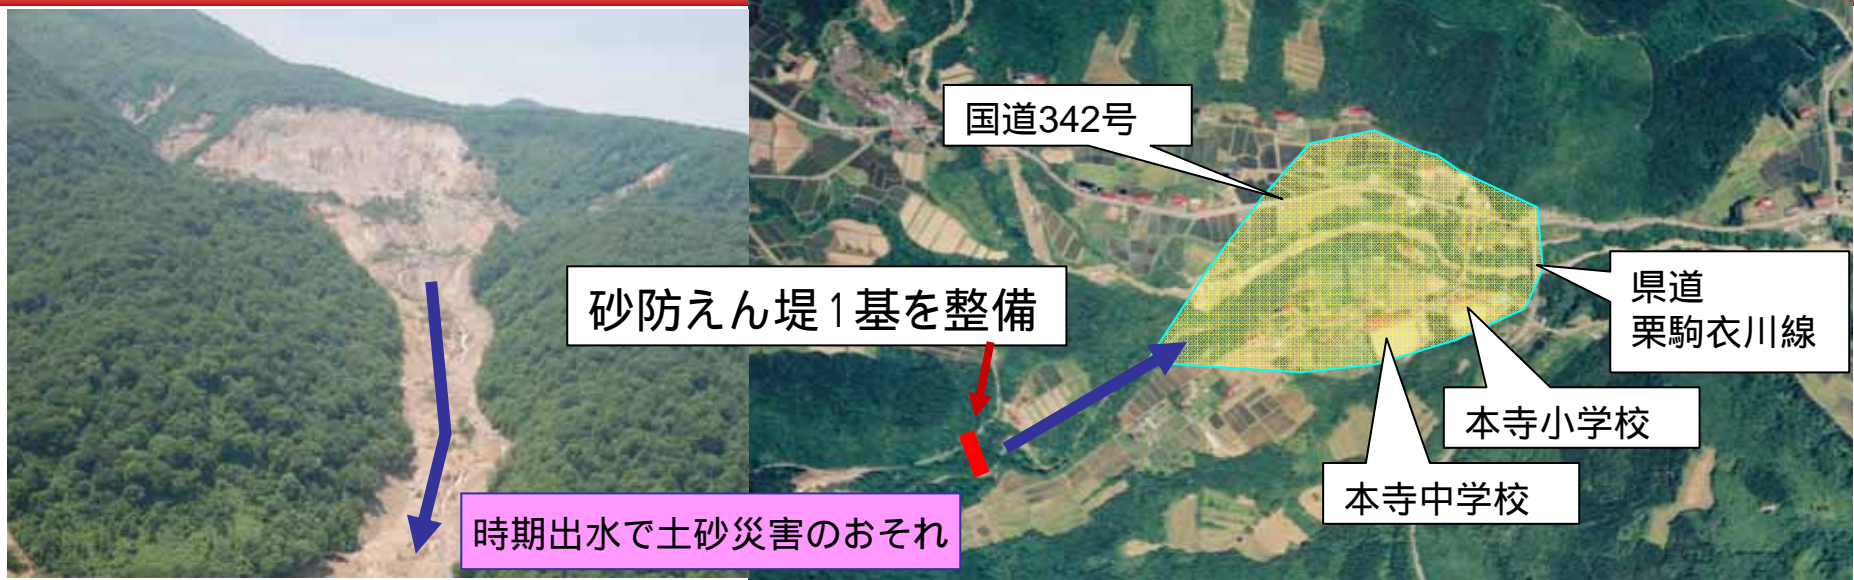 国道342号
砂防えん堤1基を整備
県道
栗駒衣川線
本寺小学校
本寺中学校
時期出水で土砂災害のおそれ